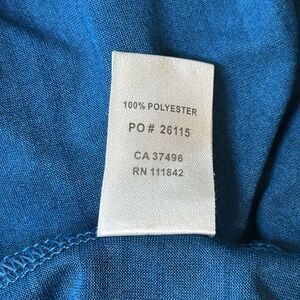 100% POLYESTER
PO # 26115
CA 37496
RN 111842